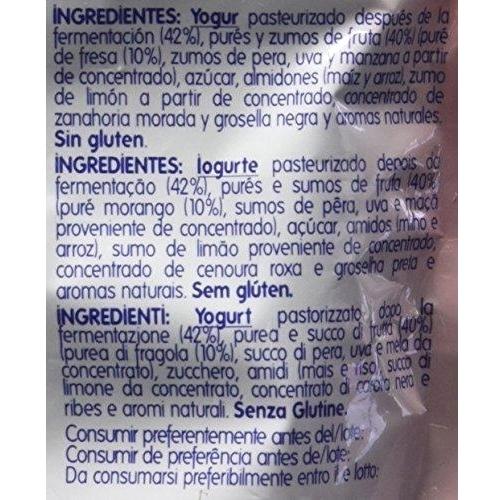 INGREDIENTES: Yogur pasteurizado después de la
fermentación (42%), purés y zumos de fruta (40%) (puré
de fresa (10%), zumos de pera, uva y manzana a partir
de concentrado), azúcar, almidones (maíz y arroz), zumo
de limón a partir de concentrado, concentrado de
zanahoria morada y grosella negra y aromas naturales.
Sin gluten.
INGREDIENTES: Iogurte pasteurizado depois da
fermentação (42%), purés e sumos de fruta (40%)
(puré morango (10%), sumos de pêra, uva e maçã
proveniente de concentrado), açúcar, amidos (milho e
arroz), sumo de limão proveniente de concentrado,
concentrado de cenoura roxa e groselha preta e
aromas naturais. Sem glúten.
INGREDIENTI: Yogurt pastorizzato dopo la
fermentazione (42%), purea e succo di frutta (40%)
(purea di fragola (10%), succo di pera, uva e mela da
concentrato), zucchero, amidi (mais e riso), succo di
limone da concentrato, concentrato di carota nera e
ribes e aromi naturali. Senza Glutine.
Consumir preferentemente antes del/lote:
Consumir de preferência antes de/lote:
Da consumarsi preferibilmente entro il e lotto: